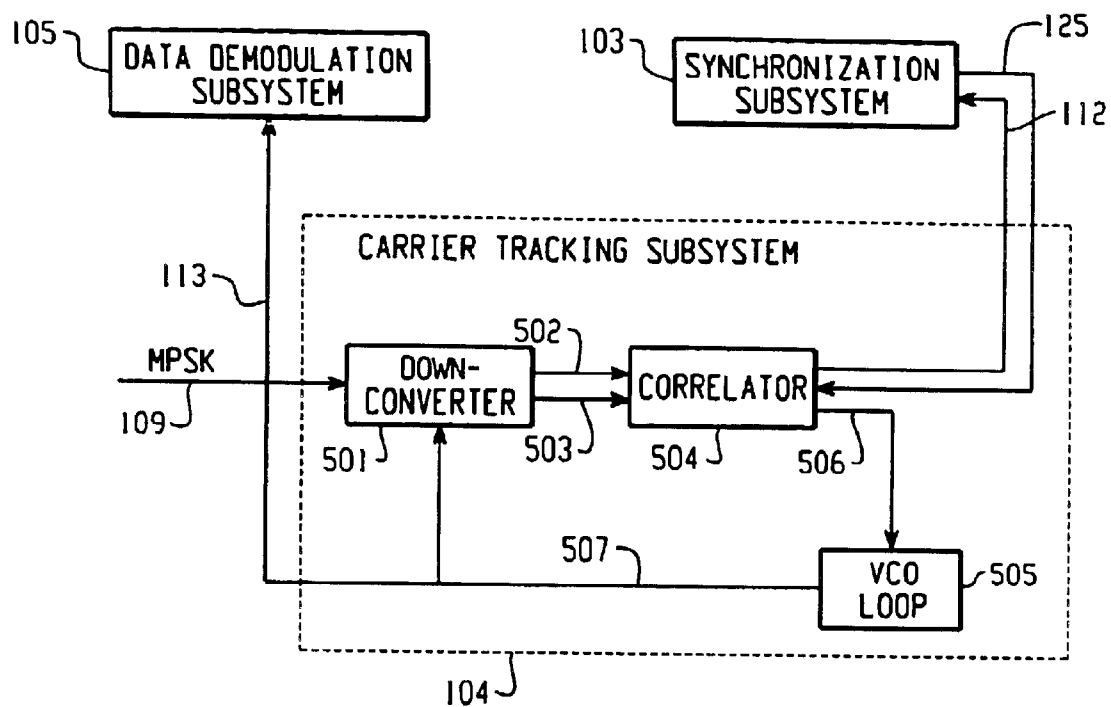 105
DATA DEMODULATION
SUBSYSTEM
103
SYNCHRONIZATION
SUBSYSTEM
125
112
CARRIER TRACKING SUBSYSTEM
113
MPSK
109
DOWN-
CONVERTER
501
502
503
CORRELATOR
504
506
507
VCO
LOOP
505
104